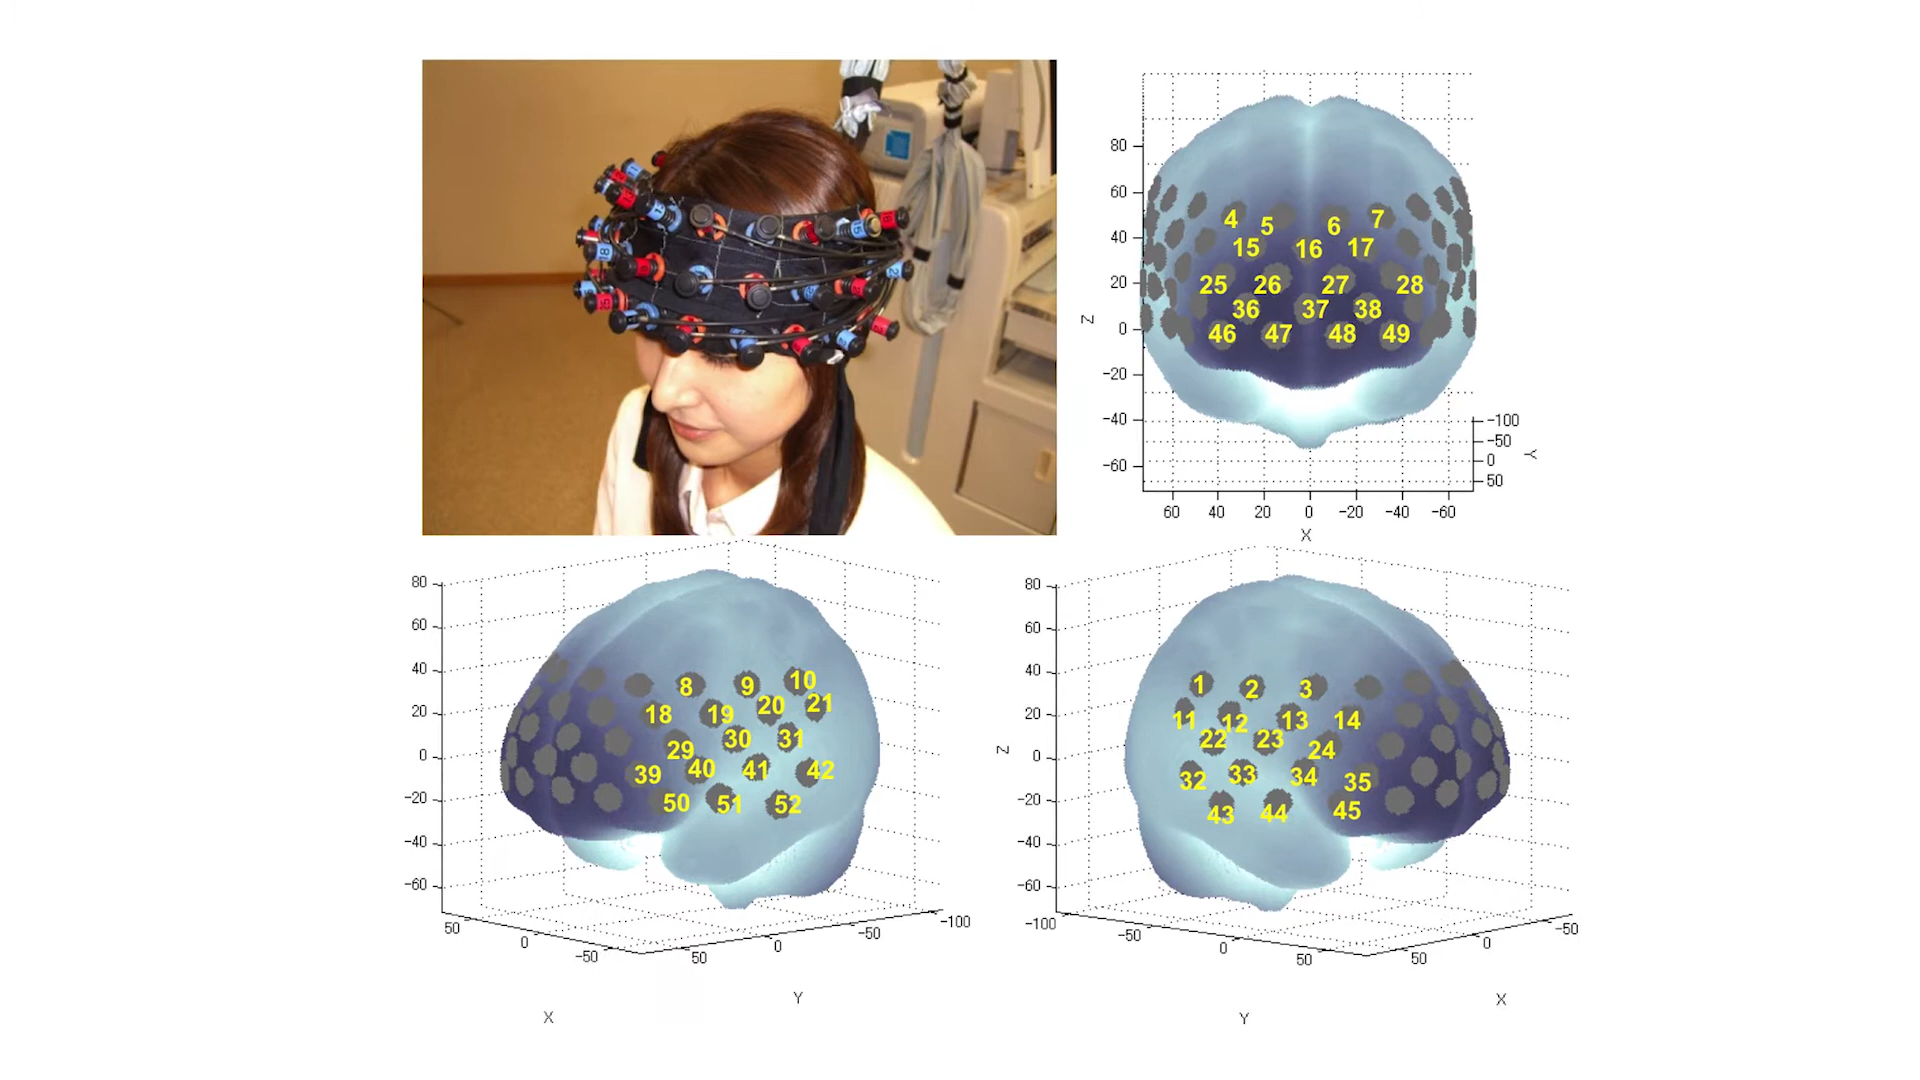 80
60
40
20
0
-20
-40
-60
Z
4 5 6 7
15 16 17
25 26 27 28
36 37 38
46 47 48 49
-100
-50
0
50
Y
60 40 20 0 -20 -40 -60
X
80
60
40
20
0
-20
-40
-60
8 9 10
18 19 20 21
29 30 31
39 40 41 42
50 51 52
50 0 -50
50 0 -50 -100
Y
X
80
60
40
20
0
-20
-40
-60
Z
1 2 3
11 12 13 14
22 23 24
32 33 34 35
43 44 45
-100 -50 0 50
50 0 -50
X
Y